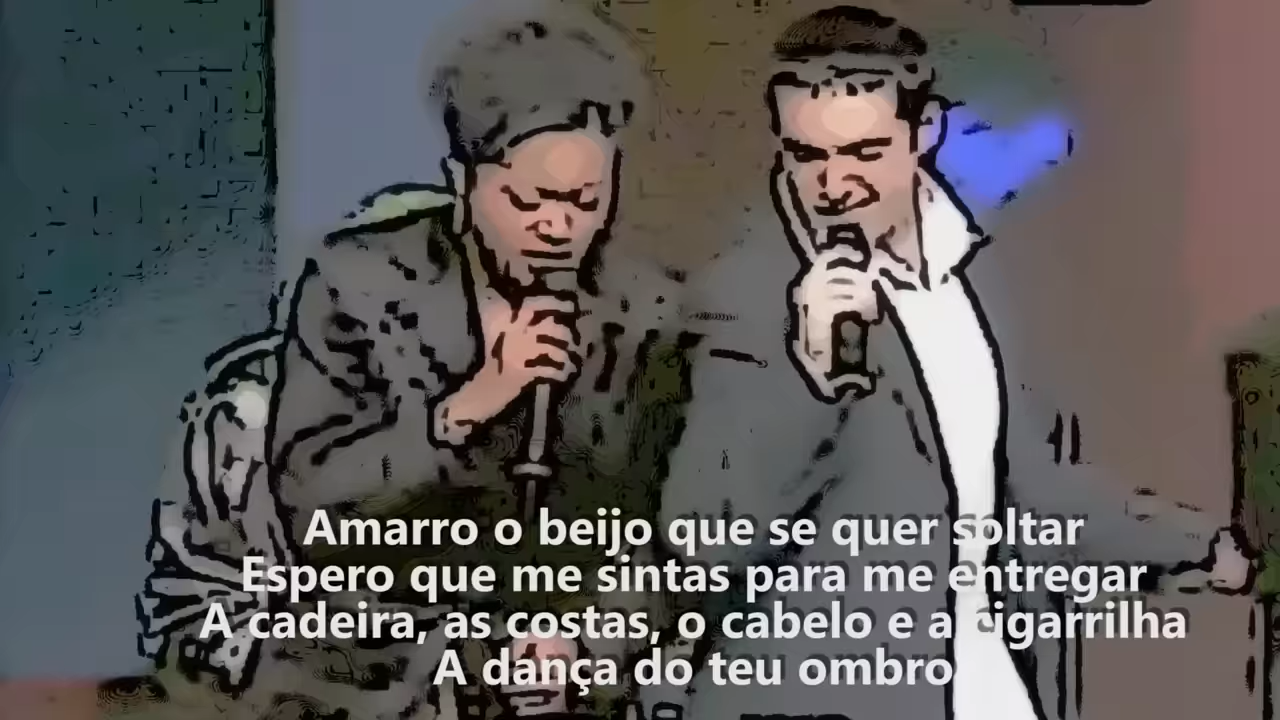 Amarro o beijo que se quer soltar
Espero que me sintas para me entregar
A cadeira, as costas, o cabelo e a cigarrilha
A dança do teu ombro